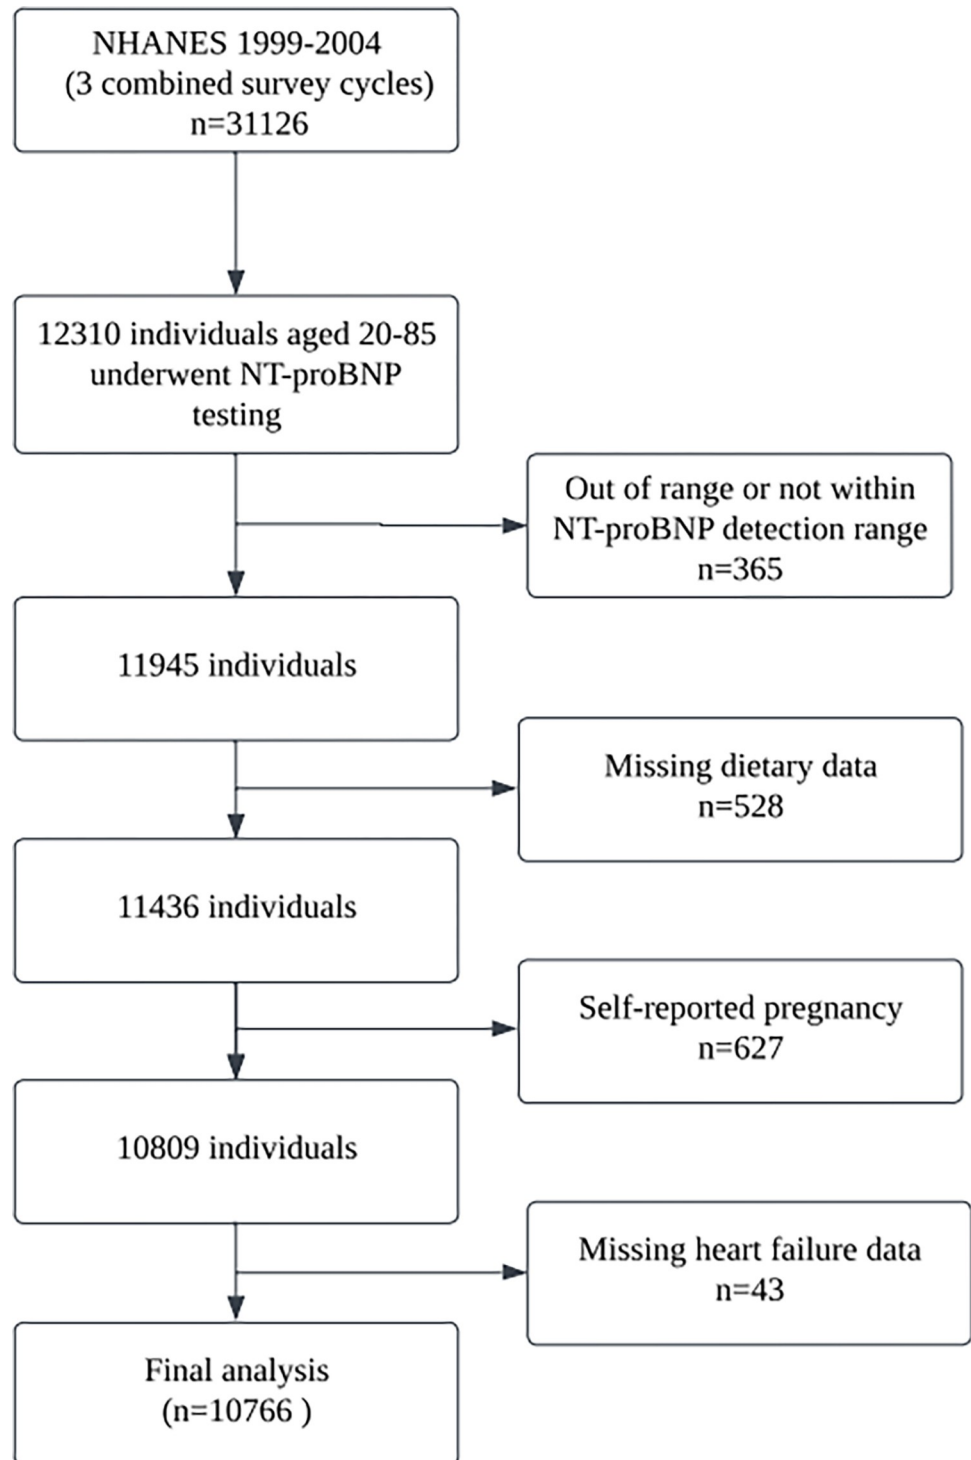 NHANES 1999-2004
(3 combined survey cycles)
n=31126
12310 individuals aged 20-85
underwent NT-proBNP
testing
Out of range or not within
NT-proBNP detection range
n=365
11945 individuals
Missing dietary data
n=528
11436 individuals
Self-reported pregnancy
n=627
10809 individuals
Missing heart failure data
n=43
Final analysis
(n=10766 )